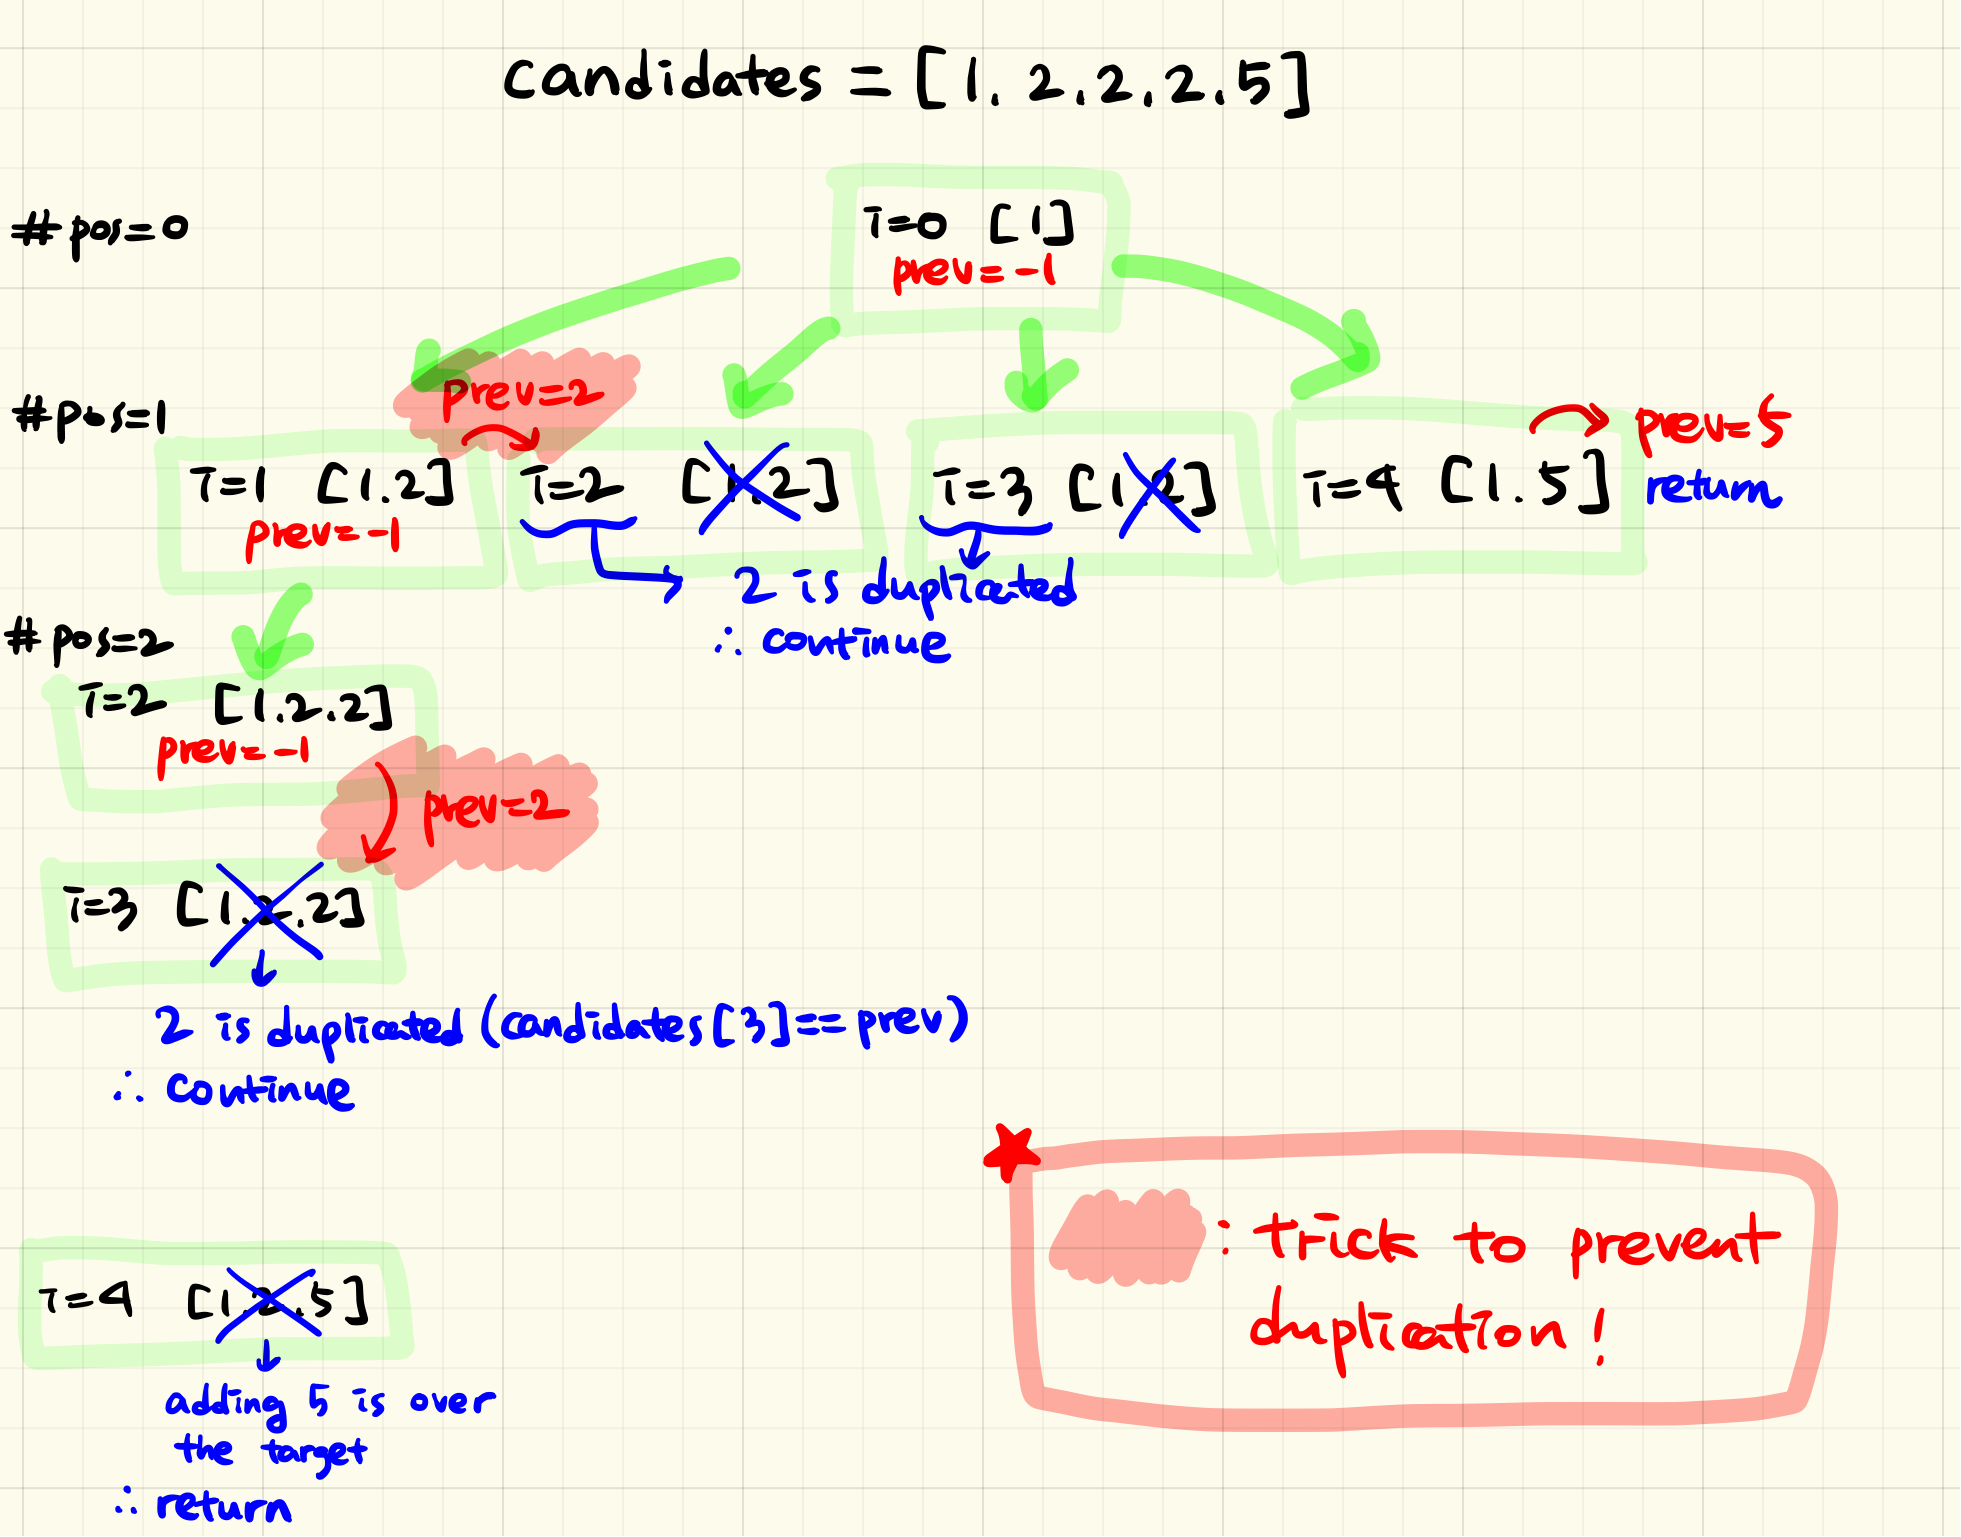 candidates = [1. 2. 2. 2. 5]
#pos=0
i=0 [1]
prev=-1
#pos=1
prev=2
prev=5
i=1 [1.2]
prev=-1
i=2 [1.2]
i=3 [1.2]
i=4 [1.5]
return
2 is duplicated
∴ continue
#pos=2
i=2 [1.2.2]
prev=-1
prev=2
i=3 [1.2.2]
2 is duplicated (candidates[3]==prev)
∴ continue
: trick to prevent
duplication!
i=4 [1.2.5]
adding 5 is over
the target
∴ return